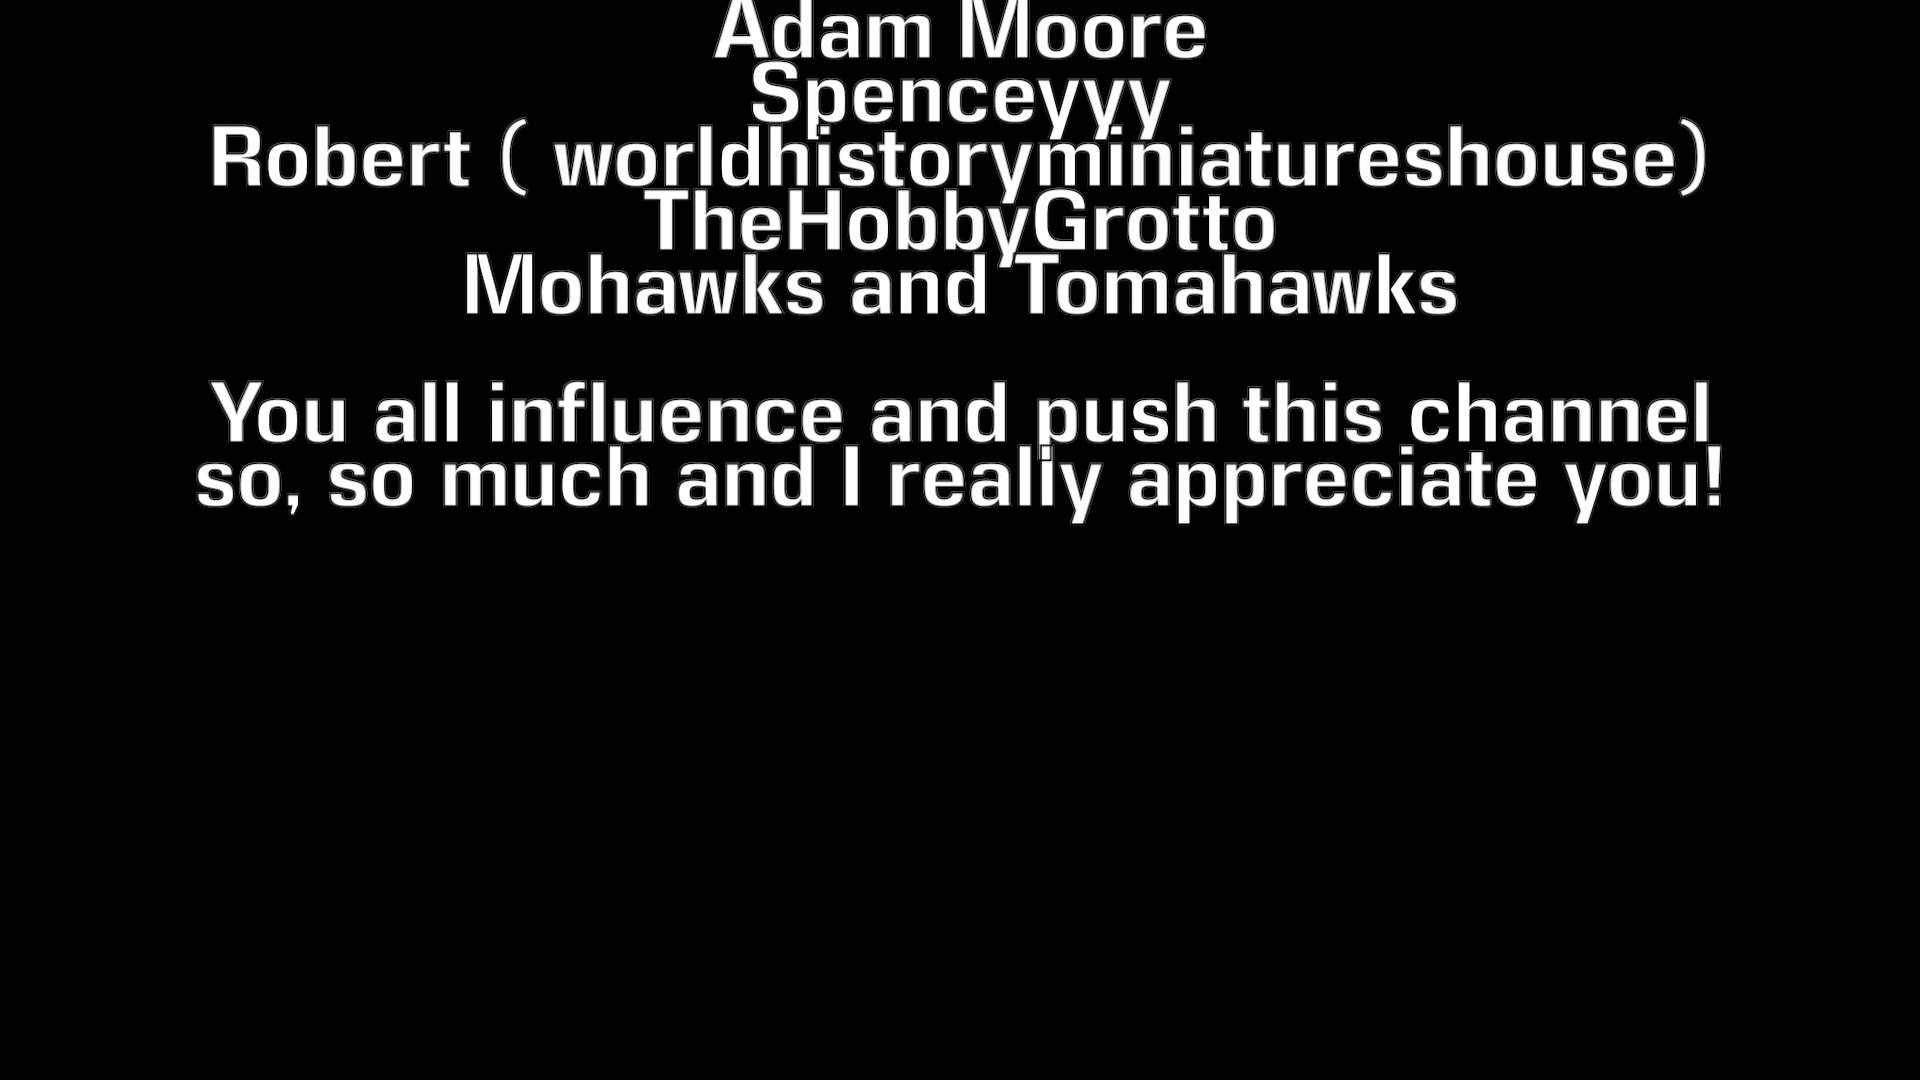 Adam Moore
Spenceyyy
Robert ( worldhistoryminiatureshouse)
TheHobbyGrotto
Mohawks and Tomahawks
You all influence and push this channel
so, so much and I really appreciate you!